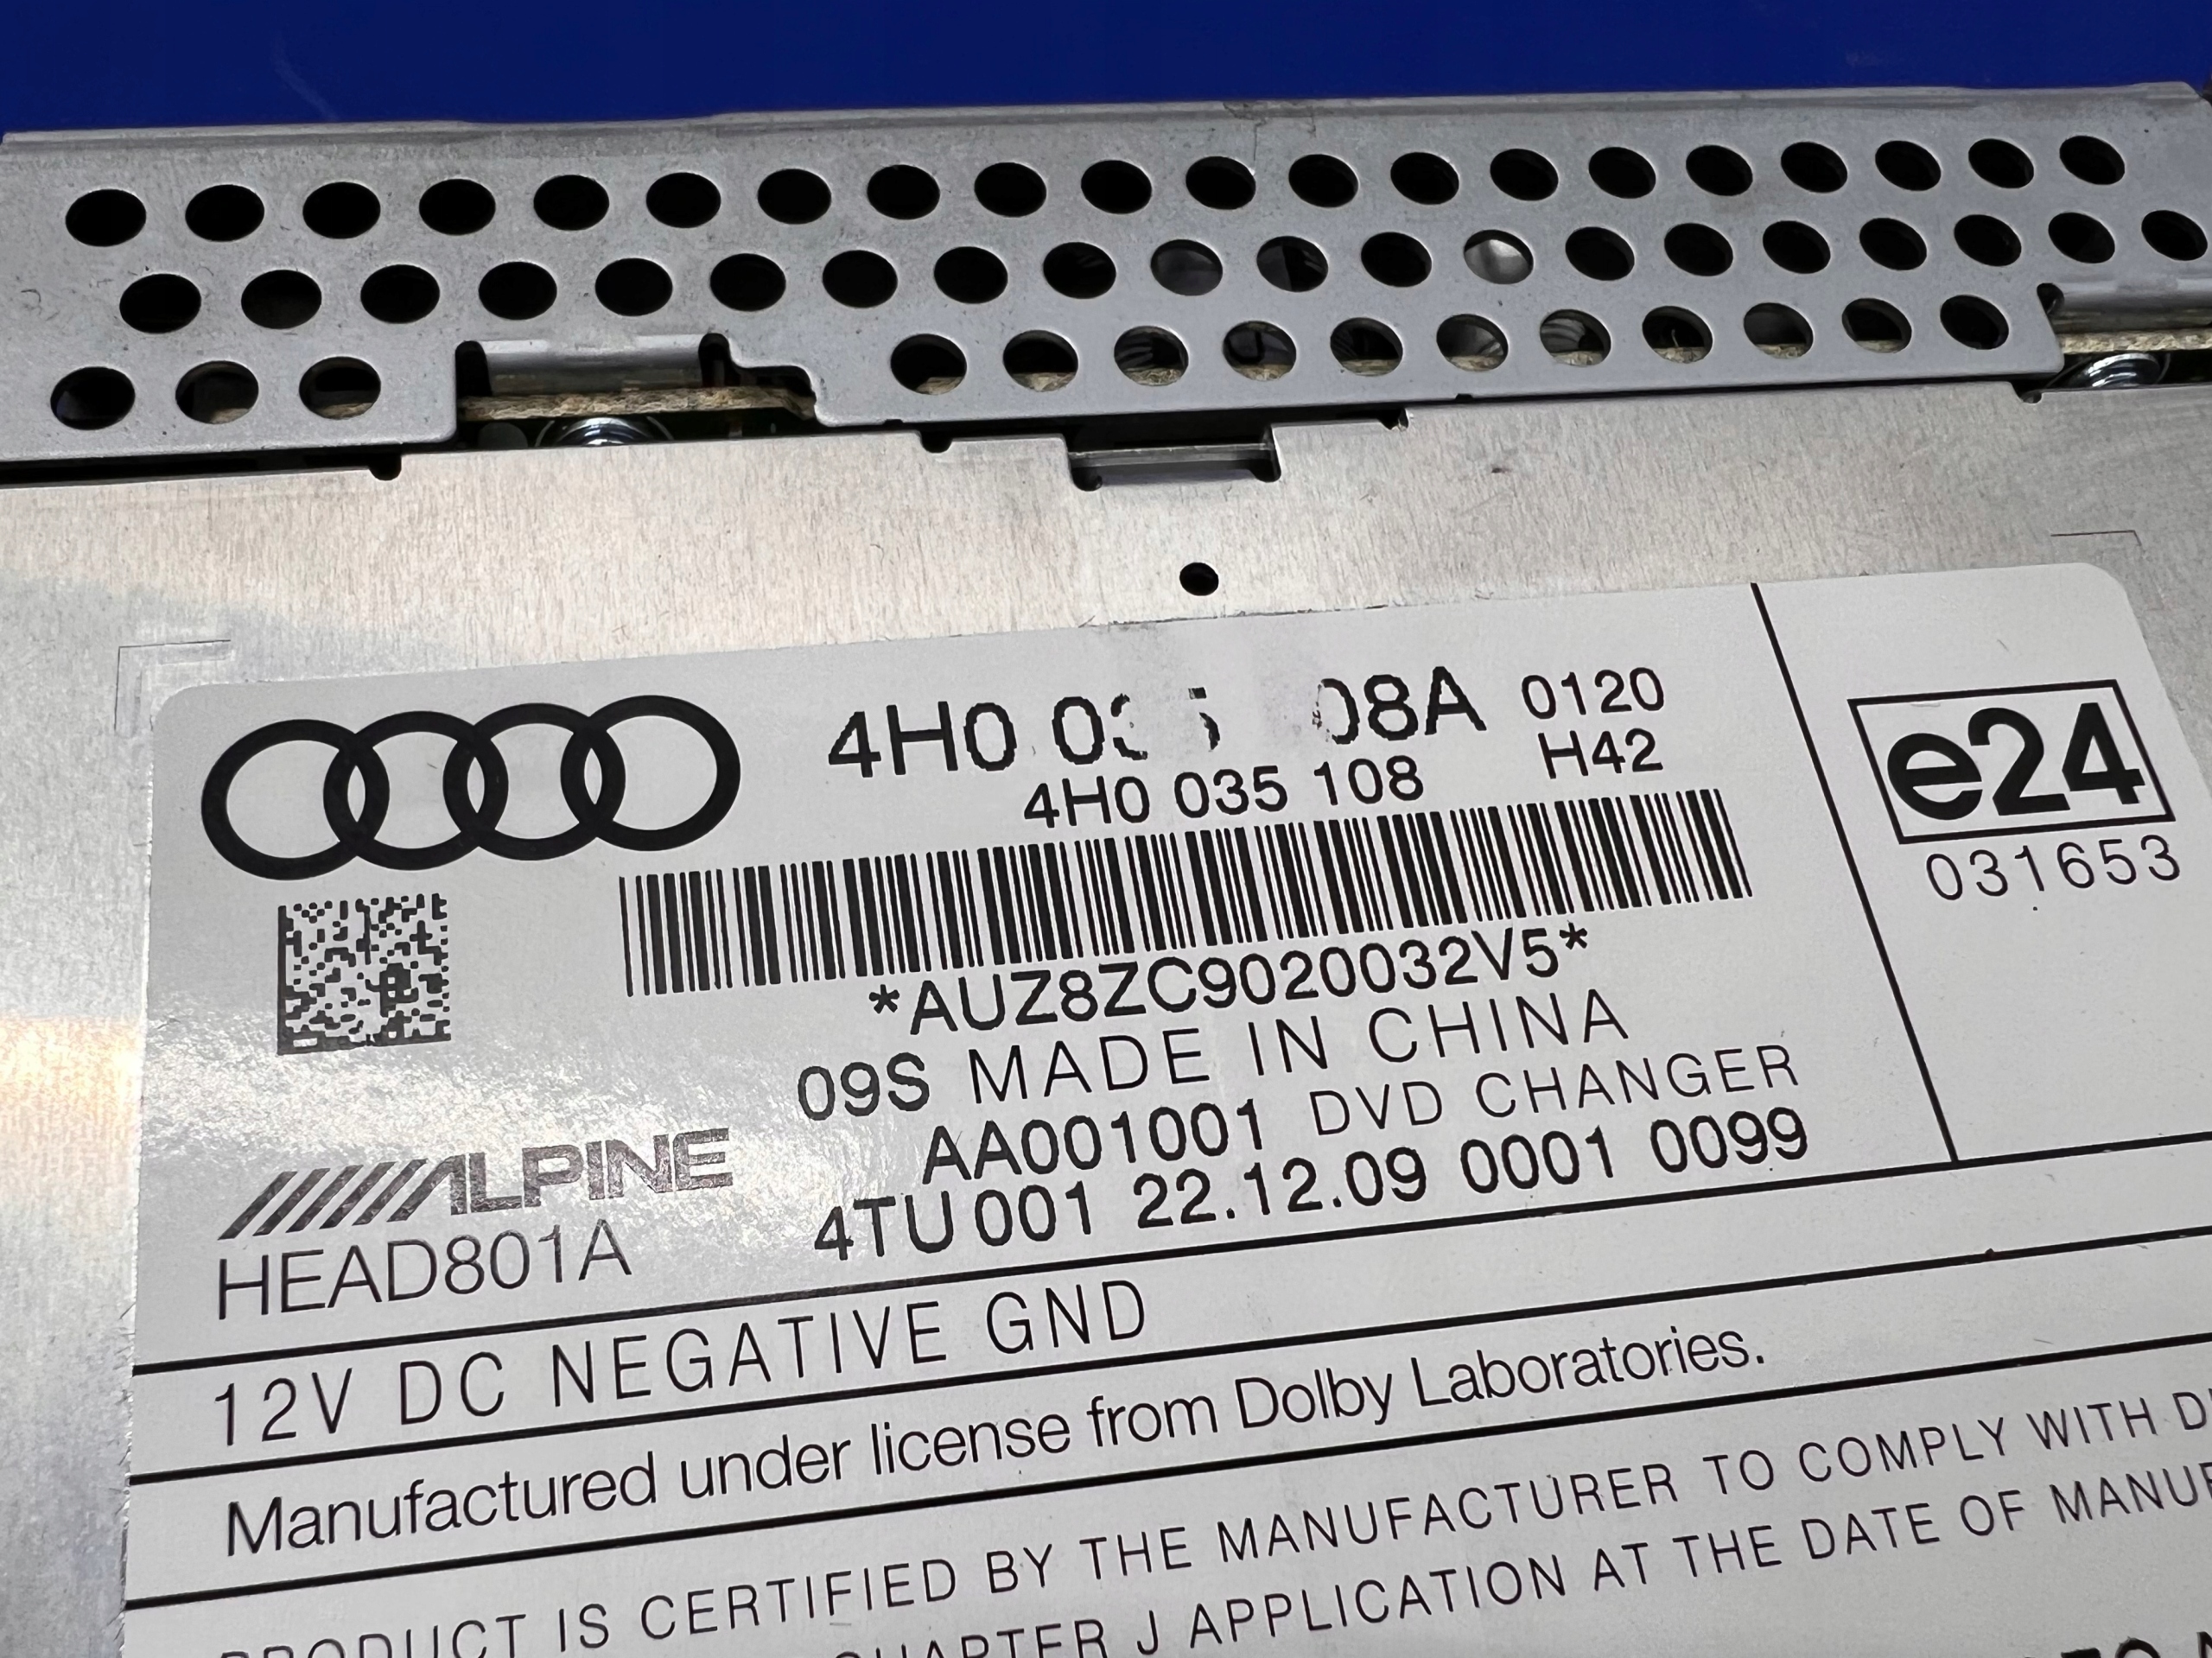 4H0 08A 0120
4H0 035 108 H42
e24
031653
*AUZ8ZC9020032V5*
09S MADE IN CHINA
AA001001 DVD CHANGER
4TU 001 22.12.09 0001 0099
ALPINE
HEAD801A
12V DC NEGATIVE GND
Manufactured under license from Dolby Laboratories.
PRODUCT IS CERTIFIED BY THE MANUFACTURER TO COMPLY WITH
CHAPTER J APPLICATION AT THE DATE OF